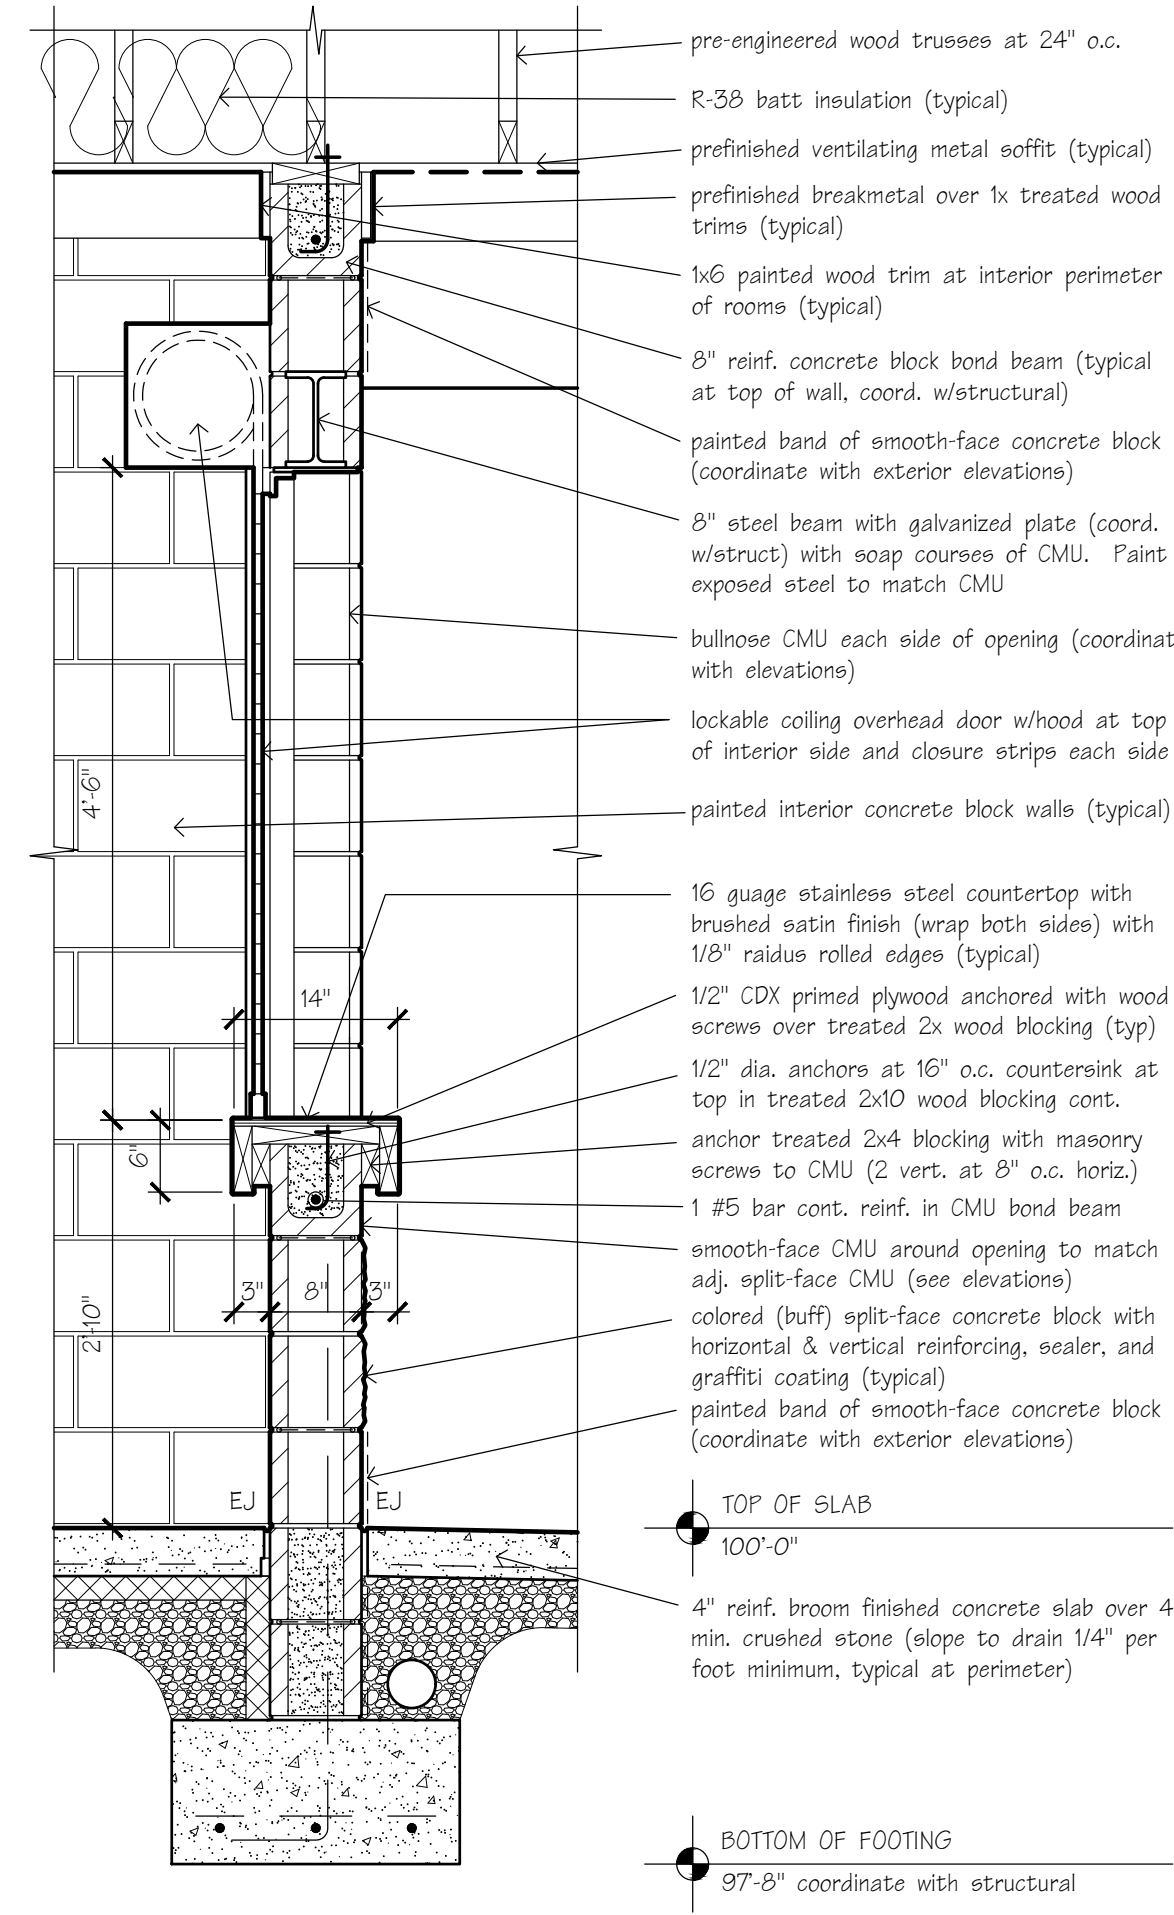 pre-engineered wood trusses at 24" o.c.
R-38 batt insulation (typical)
prefinished ventilating metal soffit (typical)
prefinished breakmetal over 1x treated wood
trims (typical)
1x6 painted wood trim at interior perimeter
of rooms (typical)
8" reinf. concrete block bond beam (typical
at top of wall, coord. w/structural)
painted band of smooth-face concrete block
(coordinate with exterior elevations)
8" steel beam with galvanized plate (coord.
w/struct) with soap courses of CMU. Paint
exposed steel to match CMU
bullnose CMU each side of opening (coordinat
with elevations)
lockable coiling overhead door w/hood at top
of interior side and closure strips each side
4'-6"
painted interior concrete block walls (typical)
16 guage stainless steel countertop with
brushed satin finish (wrap both sides) with
1/8" raidus rolled edges (typical)
14"
1/2" CDX primed plywood anchored with wood
screws over treated 2x wood blocking (typ)
1/2" dia. anchors at 16" o.c. countersink at
top in treated 2x10 wood blocking cont.
6"
anchor treated 2x4 blocking with masonry
screws to CMU (2 vert. at 8" o.c. horiz.)
1 #5 bar cont. reinf. in CMU bond beam
smooth-face CMU around opening to match
adj. split-face CMU (see elevations)
3" 8" 3"
2'-10"
colored (buff) split-face concrete block with
horizontal & vertical reinforcing, sealer, and
graffiti coating (typical)
painted band of smooth-face concrete block
(coordinate with exterior elevations)
EJ EJ
TOP OF SLAB
100'-0"
4" reinf. broom finished concrete slab over 4
min. crushed stone (slope to drain 1/4" per
foot minimum, typical at perimeter)
BOTTOM OF FOOTING
97'-8" coordinate with structural